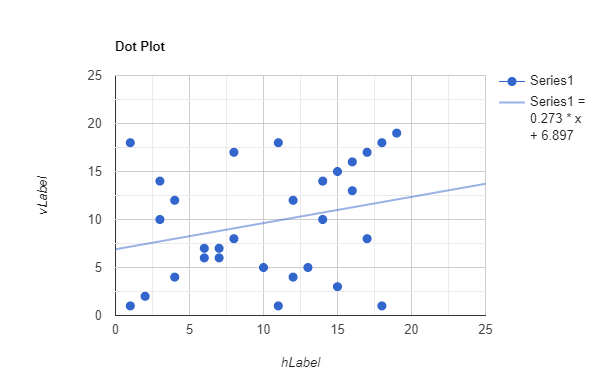 Dot Plot
25
20
15
10
5
0
0 5 10 15 20 25
vLabel
hLabel
Series1
Series1 =
0.273 * x
+ 6.897